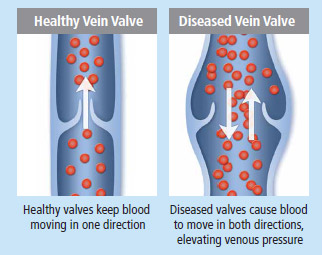 Healthy Vein Valve
Diseased Vein Valve
Healthy valves keep blood
moving in one direction
Diseased valves cause blood
to move in both directions,
elevating venous pressure